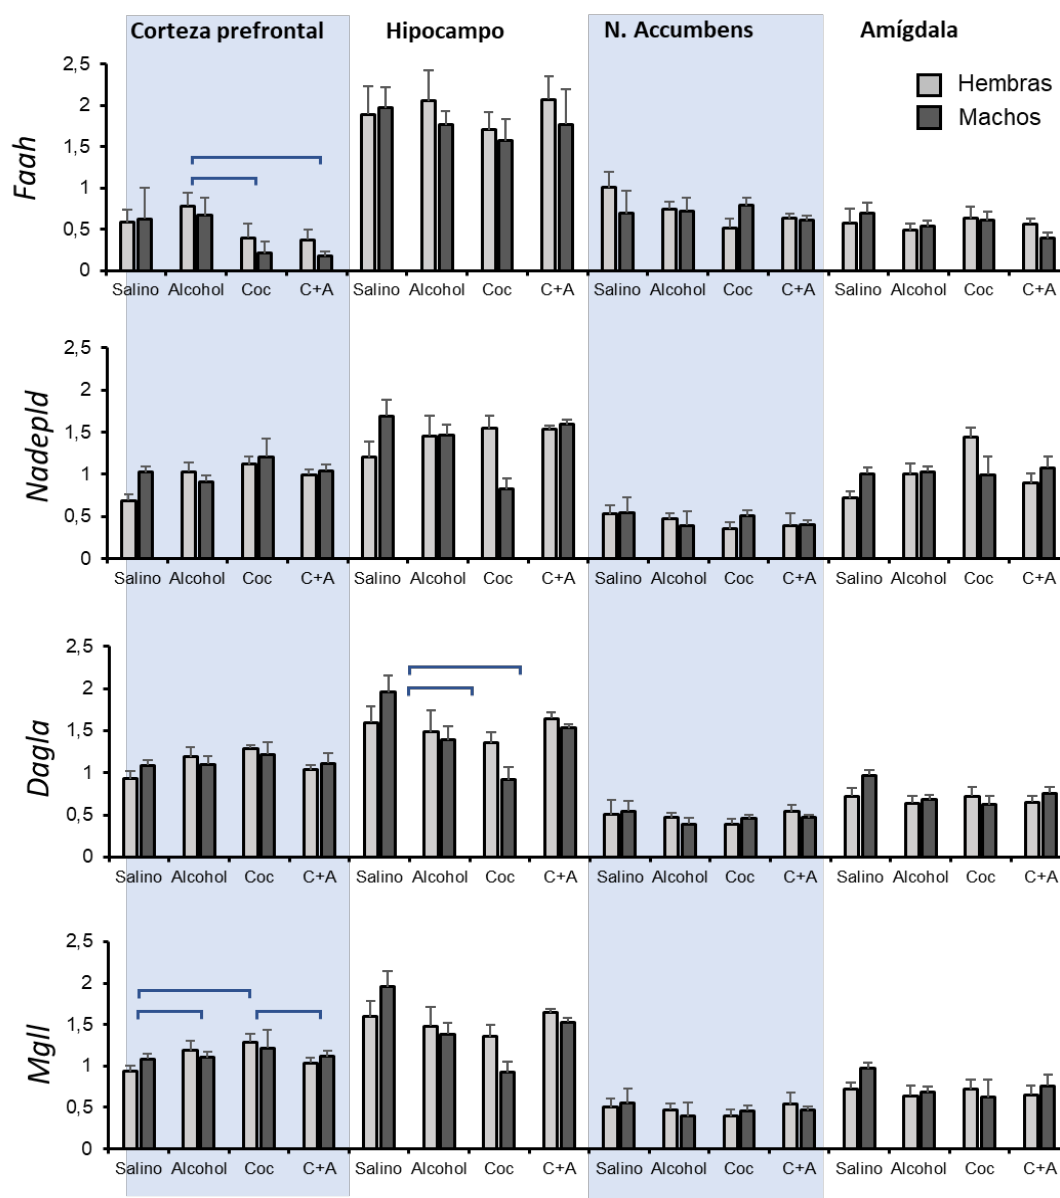 Corteza prefrontal Hipocampo N. Accumbens Amígdala
Hembras
Machos
Faah
2,5
2
1,5
1
0,5
0
Salino Alcohol Coc C+A Salino Alcohol Coc C+A Salino Alcohol Coc C+A Salino Alcohol Coc C+A
Nadepld
2,5
2
1,5
1
0,5
0
Salino Alcohol Coc C+A Salino Alcohol Coc C+A Salino Alcohol Coc C+A Salino Alcohol Coc C+A
Dagla
2,5
2
1,5
1
0,5
0
Salino Alcohol Coc C+A Salino Alcohol Coc C+A Salino Alcohol Coc C+A Salino Alcohol Coc C+A
Mgll
2,5
2
1,5
1
0,5
0
Salino Alcohol Coc C+A Salino Alcohol Coc C+A Salino Alcohol Coc C+A Salino Alcohol Coc C+A